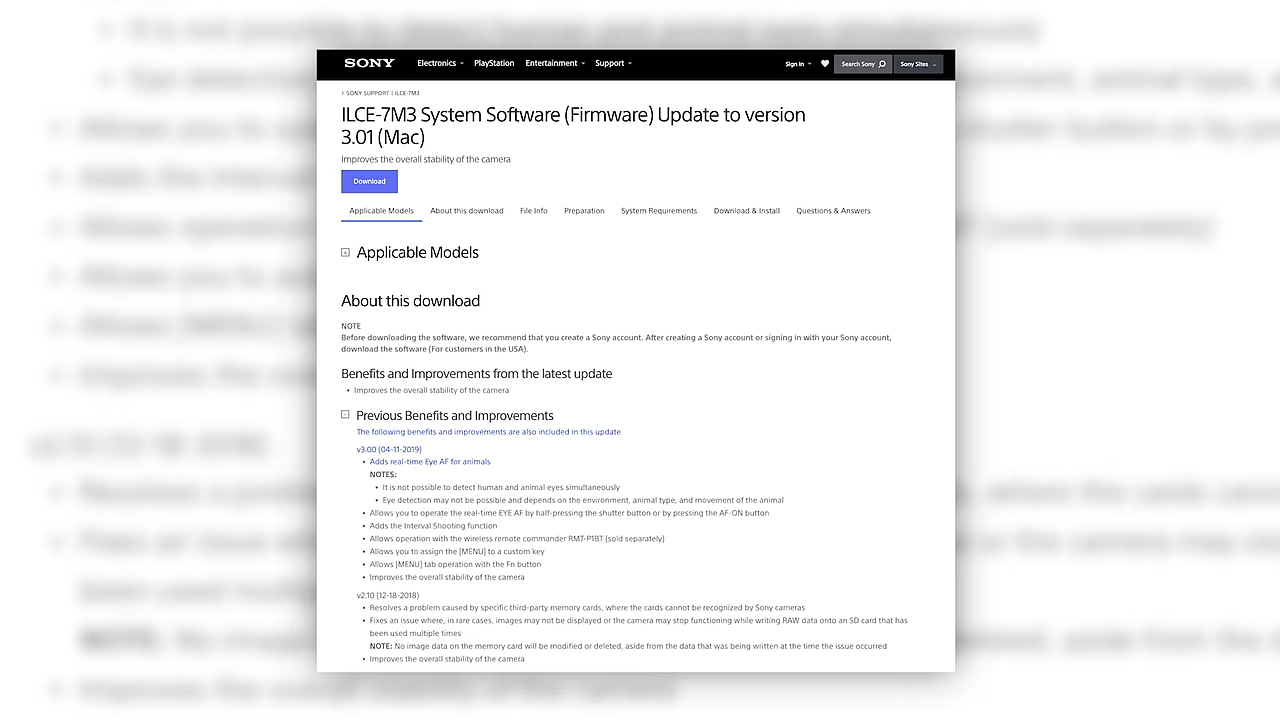 SONY
Electronics
PlayStation
Entertainment
Support
Sign In
Search Sony
Sony Sites
SONY SUPPORT | ILCE-7M3
ILCE-7M3 System Software (Firmware) Update to version
3.01 (Mac)
Improves the overall stability of the camera
Download
Applicable Models
About this download
File Info
Preparation
System Requirements
Download & Install
Questions & Answers
Applicable Models
About this download
NOTE
Before downloading the software, we recommend that you create a Sony account. After creating a Sony account or signing in with your Sony account,
download the software (For customers in the USA).
Benefits and Improvements from the latest update
• Improves the overall stability of the camera
Previous Benefits and Improvements
The following benefits and improvements are also included in this update
v3.00 (04-11-2019)
• Adds real-time Eye AF for animals
NOTES:
• It is not possible to detect human and animal eyes simultaneously
• Eye detection may not be possible and depends on the environment, animal type, and movement of the animal
• Allows you to operate the real-time EYE AF by half-pressing the shutter button or by pressing the AF-ON button
• Adds the Interval Shooting function
• Allows operation with the wireless remote commander RMT-P1BT (sold separately)
• Allows you to assign the [MENU] to a custom key
• Allows [MENU] tab operation with the Fn button
• Improves the overall stability of the camera
v2.10 (12-18-2018)
• Resolves a problem caused by specific third-party memory cards, where the cards cannot be recognized by Sony cameras
• Fixes an issue where, in rare cases, images may not be displayed or the camera may stop functioning while writing RAW data onto an SD card that has
been used multiple times
NOTE: No image data on the memory card will be modified or deleted, aside from the data that was being written at the time the issue occurred
• Improves the overall stability of the camera